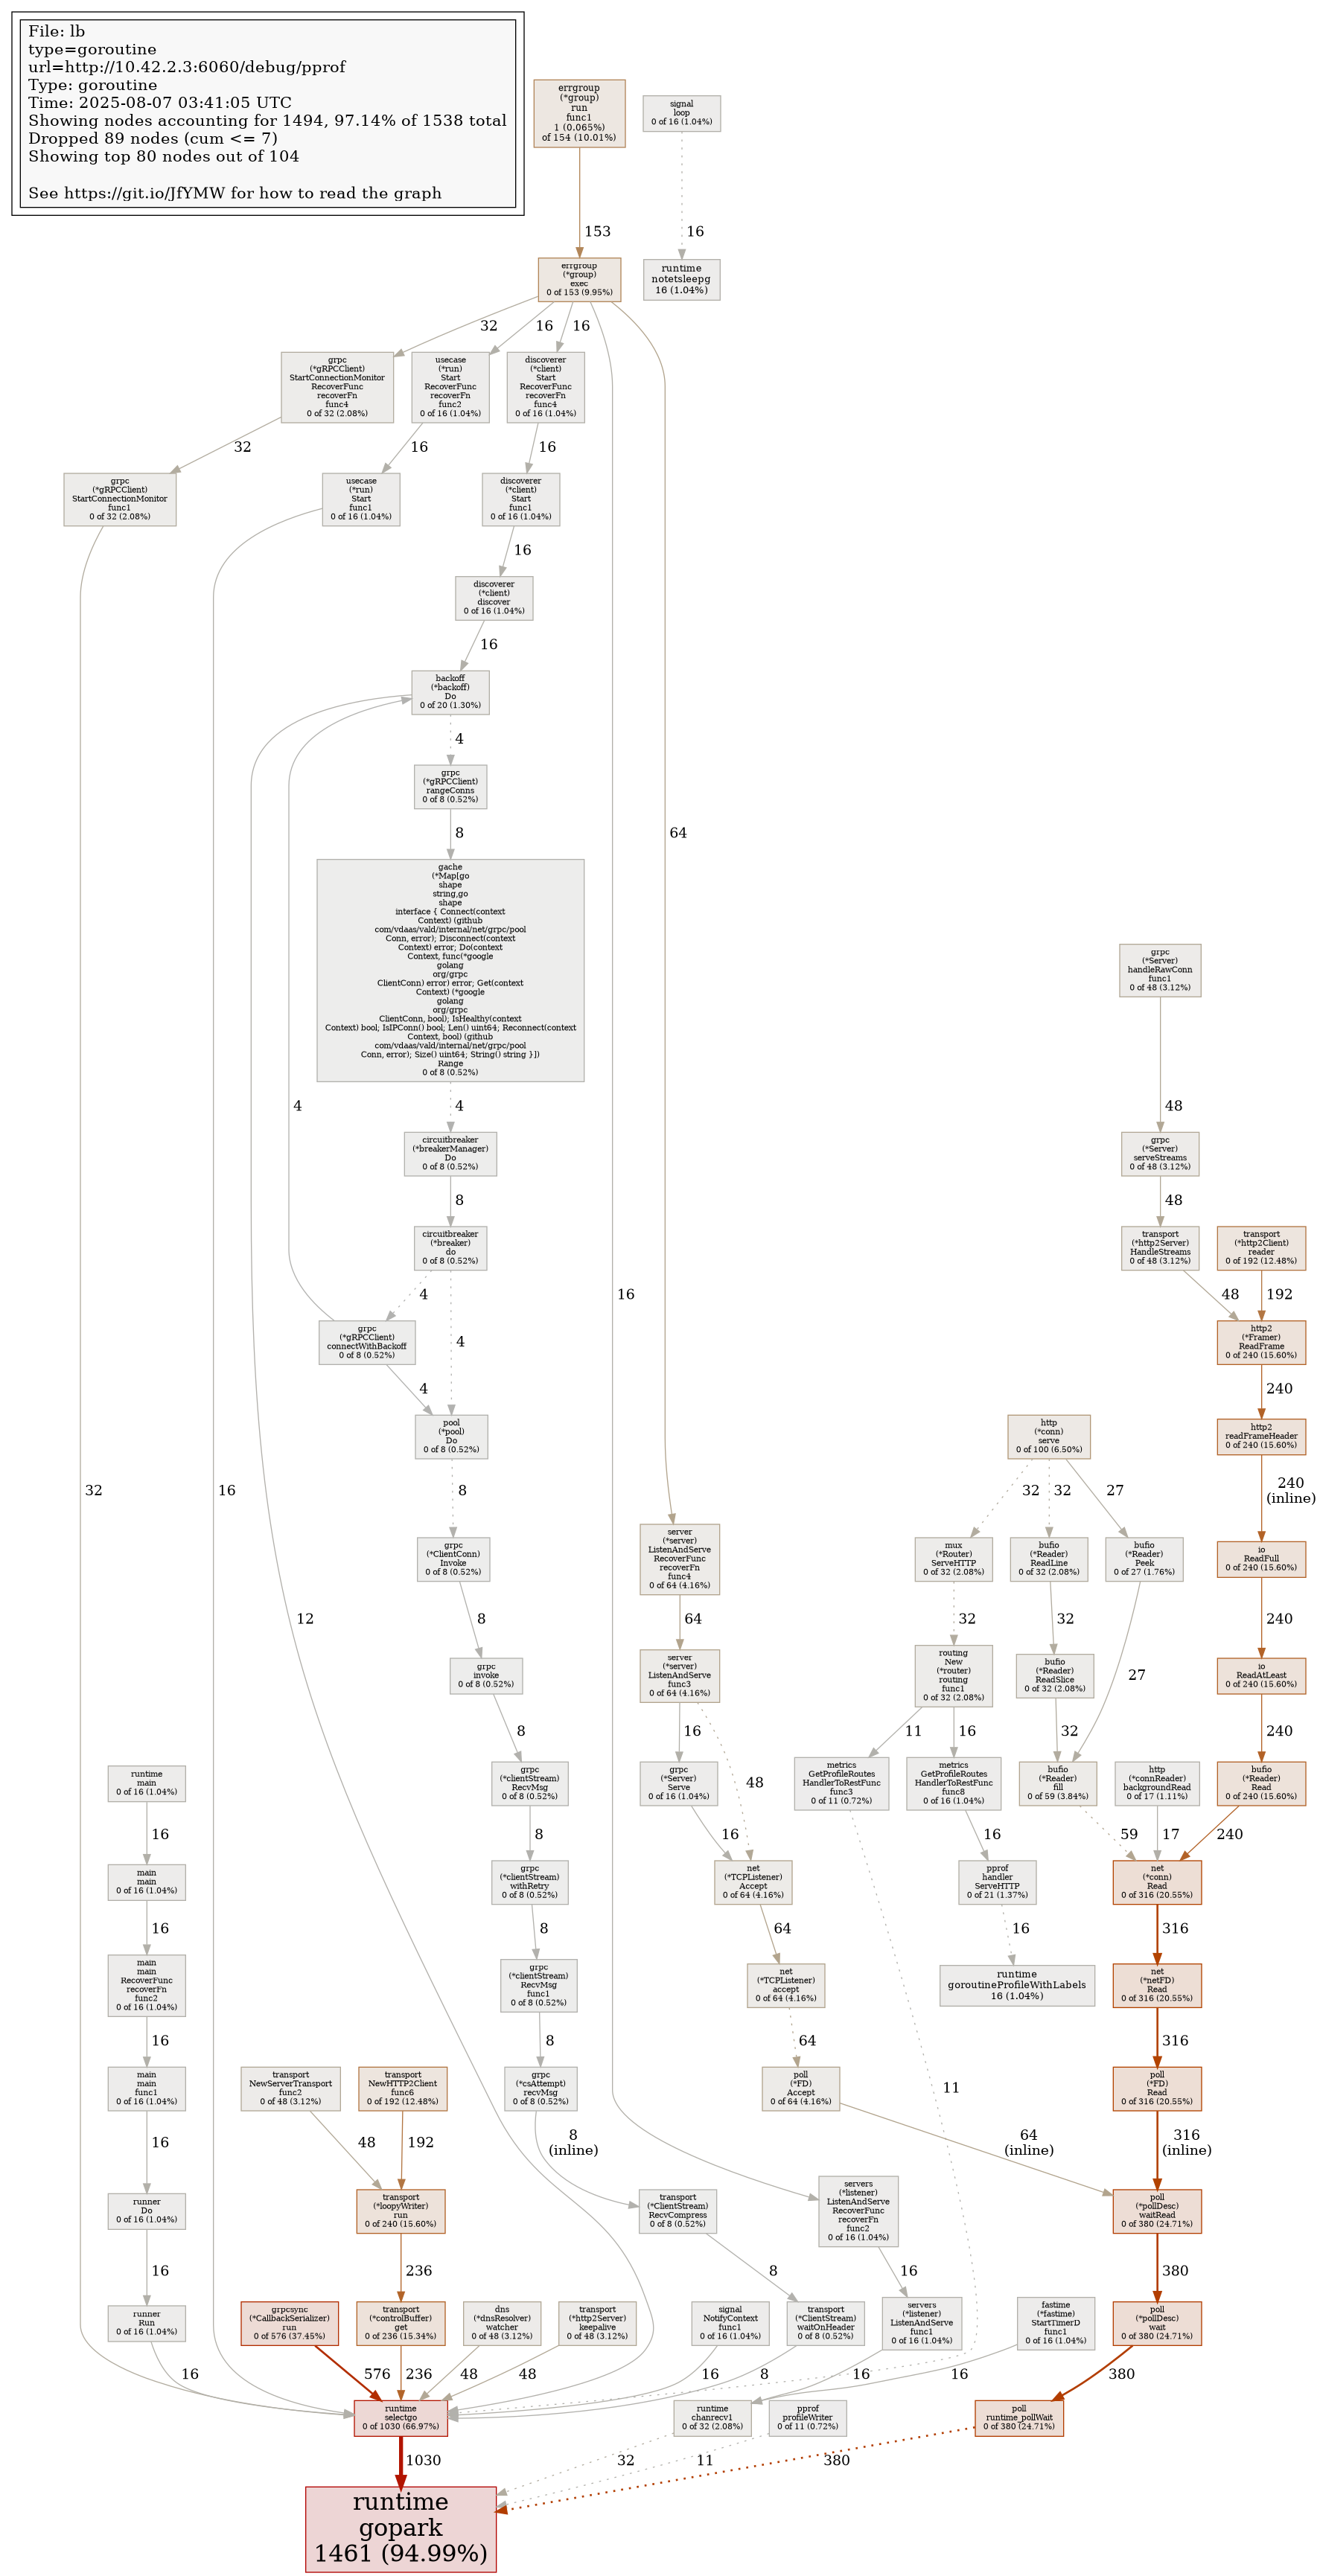 File: lb
type=goroutine
url=http://10.42.2.3:6060/debug/pprof
Type: goroutine
Time: 2025-08-07 03:41:05 UTC
Showing nodes accounting for 1494, 97.14% of 1538 total
Dropped 89 nodes (cum <= 7)
Showing top 80 nodes out of 104
See https://git.io/JfYMW for how to read the graph
errgroup
(*group)
run
func1
1 (0.065%)
of 154 (10.01%)
signal
loop
0 of 16 (1.04%)
153
16
errgroup
(*group)
exec
0 of 153 (9.95%)
runtime
notetsleepg
16 (1.04%)
32
16
16
grpc
(*gRPCClient)
StartConnectionMonitor
RecoverFunc
recoverFn
func4
0 of 32 (2.08%)
usecase
(*run)
Start
RecoverFunc
recoverFn
func2
0 of 16 (1.04%)
discoverer
(*client)
Start
RecoverFunc
recoverFn
func4
0 of 16 (1.04%)
32
16
16
grpc
(*gRPCClient)
StartConnectionMonitor
func1
0 of 32 (2.08%)
usecase
(*run)
Start
func1
0 of 16 (1.04%)
discoverer
(*client)
Start
func1
0 of 16 (1.04%)
16
discoverer
(*client)
discover
0 of 16 (1.04%)
16
backoff
(*backoff)
Do
0 of 20 (1.30%)
4
grpc
(*gRPCClient)
rangeConns
0 of 8 (0.52%)
8
64
gache
(*Map[go
shape
string,go
shape
interface { Connect(context
Context) (github
com/vdaas/vald/internal/net/grpc/pool
Conn, error); Disconnect(context
Context) error; Do(context
Context, func(*google
golang
org/grpc
ClientConn) error) error; Get(context
Context) (*google
golang
org/grpc
ClientConn, bool); IsHealthy(context
Context) bool; IsIPConn() bool; Len() uint64; Reconnect(context
Context, bool) (github
com/vdaas/vald/internal/net/grpc/pool
Conn, error); Size() uint64; String() string }])
Range
0 of 8 (0.52%)
grpc
(*Server)
handleRawConn
func1
0 of 48 (3.12%)
4
4
48
circuitbreaker
(*breakerManager)
Do
0 of 8 (0.52%)
grpc
(*Server)
serveStreams
0 of 48 (3.12%)
8
48
circuitbreaker
(*breaker)
do
0 of 8 (0.52%)
transport
(*http2Server)
HandleStreams
0 of 48 (3.12%)
transport
(*http2Client)
reader
0 of 192 (12.48%)
4
16
48
192
grpc
(*gRPCClient)
connectWithBackoff
0 of 8 (0.52%)
4
http2
(*Framer)
ReadFrame
0 of 240 (15.60%)
4
240
pool
(*pool)
Do
0 of 8 (0.52%)
http
(*conn)
serve
0 of 100 (6.50%)
http2
readFrameHeader
0 of 240 (15.60%)
32
16
8
32
32
27
240
(inline)
grpc
(*ClientConn)
Invoke
0 of 8 (0.52%)
server
(*server)
ListenAndServe
RecoverFunc
recoverFn
func4
0 of 64 (4.16%)
mux
(*Router)
ServeHTTP
0 of 32 (2.08%)
bufio
(*Reader)
ReadLine
0 of 32 (2.08%)
bufio
(*Reader)
Peek
0 of 27 (1.76%)
io
ReadFull
0 of 240 (15.60%)
12
8
64
32
32
240
grpc
invoke
0 of 8 (0.52%)
server
(*server)
ListenAndServe
func3
0 of 64 (4.16%)
routing
New
(*router)
routing
func1
0 of 32 (2.08%)
bufio
(*Reader)
ReadSlice
0 of 32 (2.08%)
27
io
ReadAtLeast
0 of 240 (15.60%)
8
16
11
16
32
240
runtime
main
0 of 16 (1.04%)
grpc
(*clientStream)
RecvMsg
0 of 8 (0.52%)
grpc
(*Server)
Serve
0 of 16 (1.04%)
48
metrics
GetProfileRoutes
HandlerToRestFunc
func3
0 of 11 (0.72%)
metrics
GetProfileRoutes
HandlerToRestFunc
func8
0 of 16 (1.04%)
bufio
(*Reader)
fill
0 of 59 (3.84%)
http
(*connReader)
backgroundRead
0 of 17 (1.11%)
bufio
(*Reader)
Read
0 of 240 (15.60%)
16
8
16
16
59
17
240
main
main
0 of 16 (1.04%)
grpc
(*clientStream)
withRetry
0 of 8 (0.52%)
net
(*TCPListener)
Accept
0 of 64 (4.16%)
pprof
handler
ServeHTTP
0 of 21 (1.37%)
net
(*conn)
Read
0 of 316 (20.55%)
16
8
64
16
316
main
main
RecoverFunc
recoverFn
func2
0 of 16 (1.04%)
grpc
(*clientStream)
RecvMsg
func1
0 of 8 (0.52%)
net
(*TCPListener)
accept
0 of 64 (4.16%)
runtime
goroutineProfileWithLabels
16 (1.04%)
net
(*netFD)
Read
0 of 316 (20.55%)
16
8
64
316
main
main
func1
0 of 16 (1.04%)
transport
NewServerTransport
func2
0 of 48 (3.12%)
transport
NewHTTP2Client
func6
0 of 192 (12.48%)
grpc
(*csAttempt)
recvMsg
0 of 8 (0.52%)
poll
(*FD)
Accept
0 of 64 (4.16%)
11
poll
(*FD)
Read
0 of 316 (20.55%)
16
48
192
8
(inline)
64
(inline)
316
(inline)
runner
Do
0 of 16 (1.04%)
transport
(*loopyWriter)
run
0 of 240 (15.60%)
transport
(*ClientStream)
RecvCompress
0 of 8 (0.52%)
servers
(*listener)
ListenAndServe
RecoverFunc
recoverFn
func2
0 of 16 (1.04%)
poll
(*pollDesc)
waitRead
0 of 380 (24.71%)
16
236
8
16
380
runner
Run
0 of 16 (1.04%)
grpcsync
(*CallbackSerializer)
run
0 of 576 (37.45%)
transport
(*controlBuffer)
get
0 of 236 (15.34%)
dns
(*dnsResolver)
watcher
0 of 48 (3.12%)
transport
(*http2Server)
keepalive
0 of 48 (3.12%)
signal
NotifyContext
func1
0 of 16 (1.04%)
transport
(*ClientStream)
waitOnHeader
0 of 8 (0.52%)
servers
(*listener)
ListenAndServe
func1
0 of 16 (1.04%)
fastime
(*fastime)
StartTimerD
func1
0 of 16 (1.04%)
poll
(*pollDesc)
wait
0 of 380 (24.71%)
16
576
236
48
48
16
8
16
16
380
runtime
selectgo
0 of 1030 (66.97%)
runtime
chanrecv1
0 of 32 (2.08%)
pprof
profileWriter
0 of 11 (0.72%)
poll
runtime_pollWait
0 of 380 (24.71%)
1030
32
11
380
runtime
gopark
1461 (94.99%)